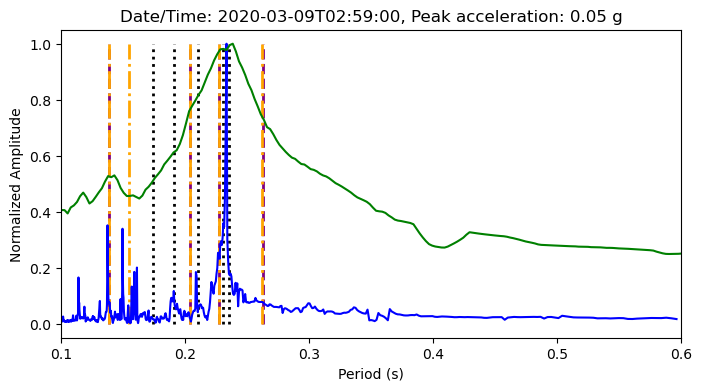 Date/Time: 2020-03-09T02:59:00, Peak acceleration: 0.05 g
Normalized Amplitude
1.0
0.8
0.6
0.4
0.2
0.0
0.1 0.2 0.3 0.4 0.5 0.6
Period (s)